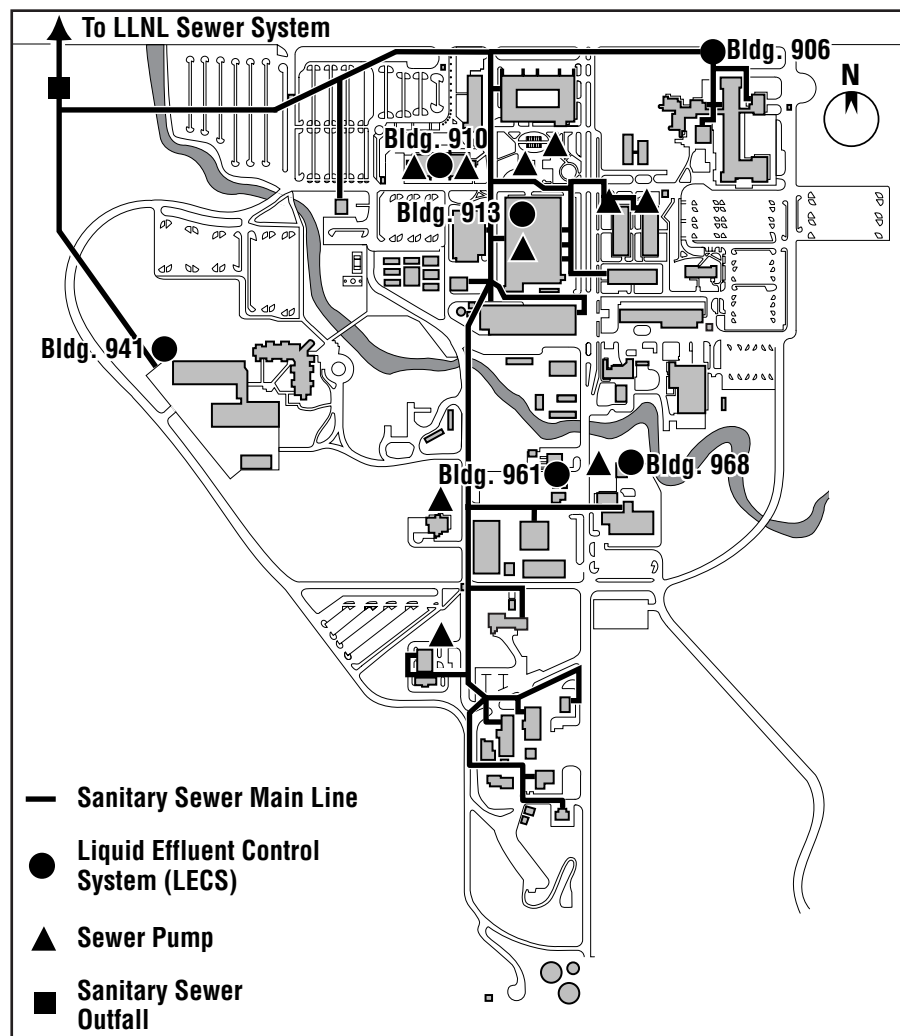 To LLNL Sewer System
Bldg. 906
N
Bldg. 910
Bldg. 913
Bldg. 941
Bldg. 961
Bldg. 968
Sanitary Sewer Main Line
Liquid Effluent Control
System (LECS)
Sewer Pump
Sanitary Sewer
Outfall